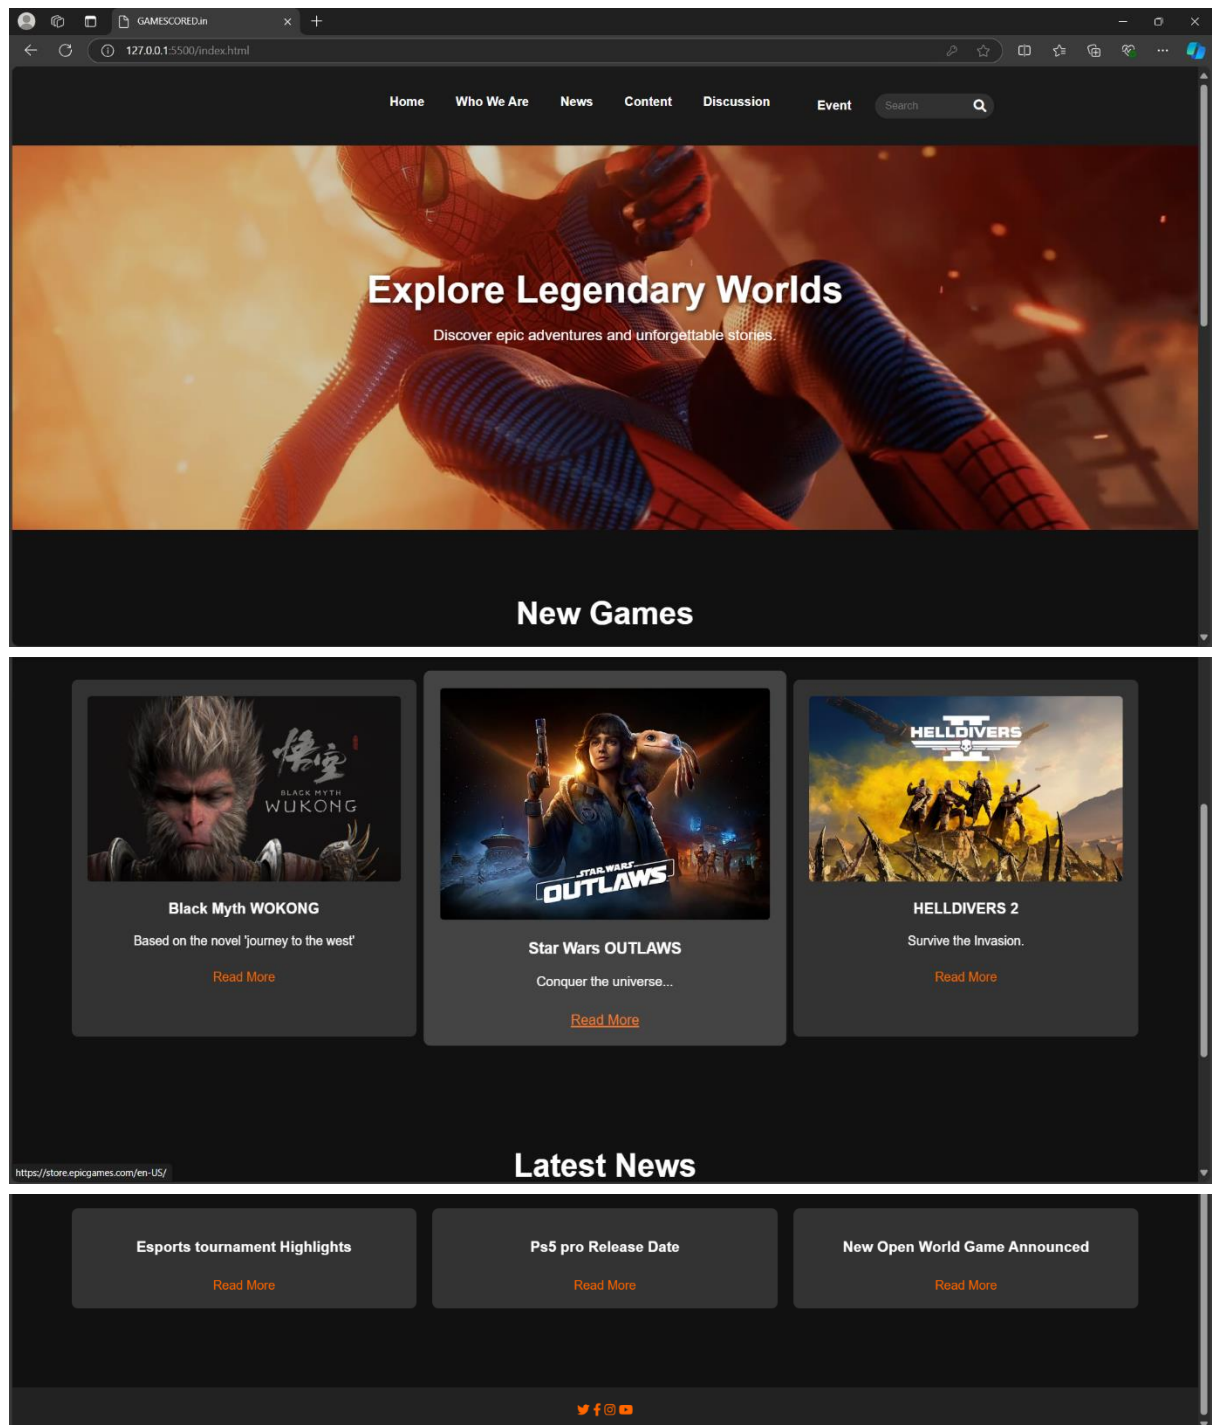 GAMESCORED.in
127.0.0.1:5500/index.html
Home Who We Are News Content Discussion Event Search
Explore Legendary Worlds
Discover epic adventures and unforgettable stories.
New Games
悟空
BLACK MYTH
WUKONG
STAR WARS
OUTLAWS
HELLDIVERS
II
Black Myth WOKONG
Based on the novel 'journey to the west'
Read More
Star Wars OUTLAWS
Conquer the universe...
Read More
HELLDIVERS 2
Survive the Invasion.
Read More
Latest News
https://store.epicgames.com/en-US/
Esports tournament Highlights
Read More
Ps5 pro Release Date
Read More
New Open World Game Announced
Read More